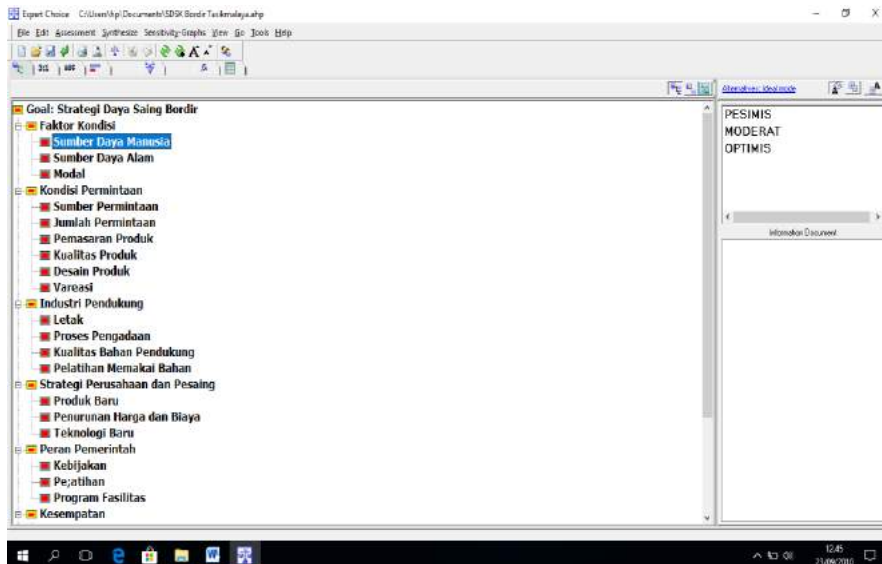 Expert Choice C:\Users\hp\Documents\SDSK Bordir Tasikmalaya.ahp
File Edit Assessment Synthesize Sensitivity-Graphs View Go Tools Help
Alternatives: Ideal mode
Goal: Strategi Daya Saing Bordir
Faktor Kondisi
Sumber Daya Manusia
Sumber Daya Alam
Modal
Kondisi Permintaan
Sumber Permintaan
Jumlah Permintaan
Pemasaran Produk
Kualitas Produk
Desain Produk
Vareasi
Industri Pendukung
Letak
Proses Pengadaan
Kualitas Bahan Pendukung
Pelatihan Memakai Bahan
Strategi Perusahaan dan Pesaing
Produk Baru
Penurunan Harga dan Biaya
Teknologi Baru
Peran Pemerintah
Kebijakan
Pe;atihan
Program Fasilitas
Kesempatan
PESIMIS
MODERAT
OPTIMIS
Information Document
12.45